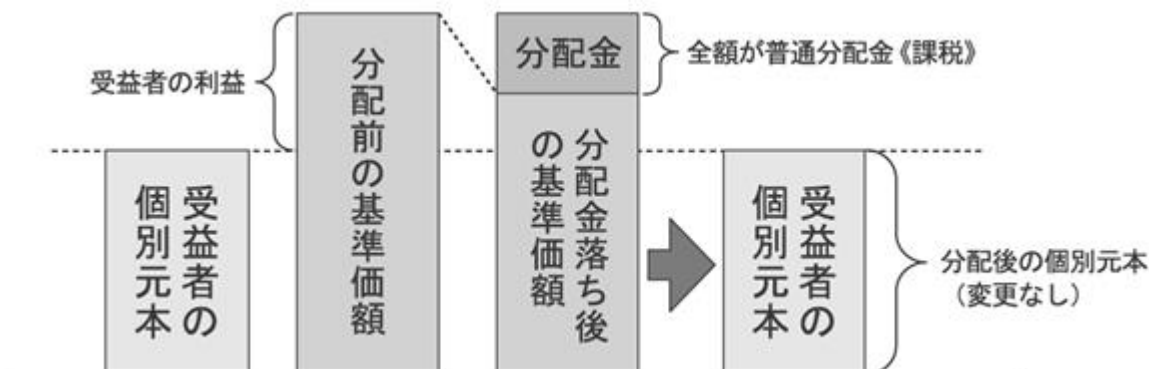 受益者の利益
受益者の
個別元本
分配前の基準価額
分配金
全額が普通分配金《課税》
分配金落ち後
の基準価額
受益者の
個別元本
分配後の個別元本
（変更なし）